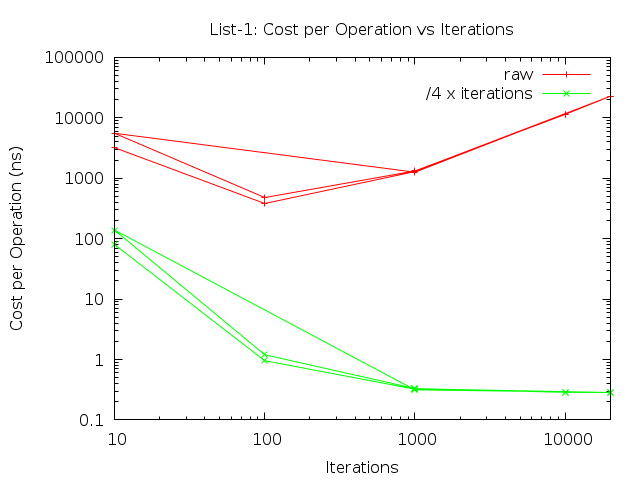 List-1: Cost per Operation vs Iterations
100000
10000
1000
100
10
1
0.1
Cost per Operation (ns)
raw
/4 x iterations
10
100
1000
10000
Iterations